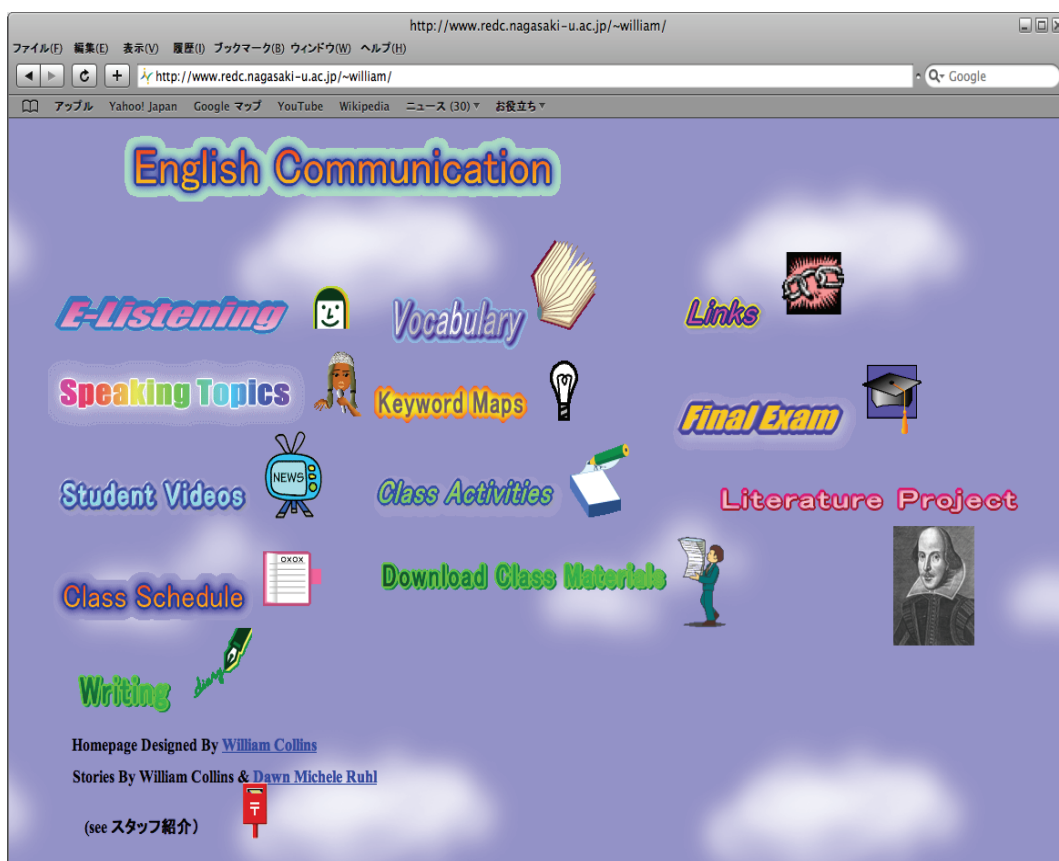 http://www.redc.nagasaki-u.ac.jp/~william/
ファイル(F) 編集(E) 表示(V) 履歴(I) ブックマーク(B) ウィンドウ(W) ヘルプ(H)
http://www.redc.nagasaki-u.ac.jp/~william/
Google
アップル Yahoo! Japan Google マップ YouTube Wikipedia ニュース (30) お役立ち
English Communication
E-Listening
Vocabulary
Links
Speaking Topics
Keyword Maps
Final Exam
Student Videos
NEWS
Class Activities
Literature Project
Class Schedule
OXOX
Download Class Materials
Writing
diary
Homepage Designed By William Collins
Stories By William Collins & Dawn Michele Ruhl
(see スタッフ紹介)
〒